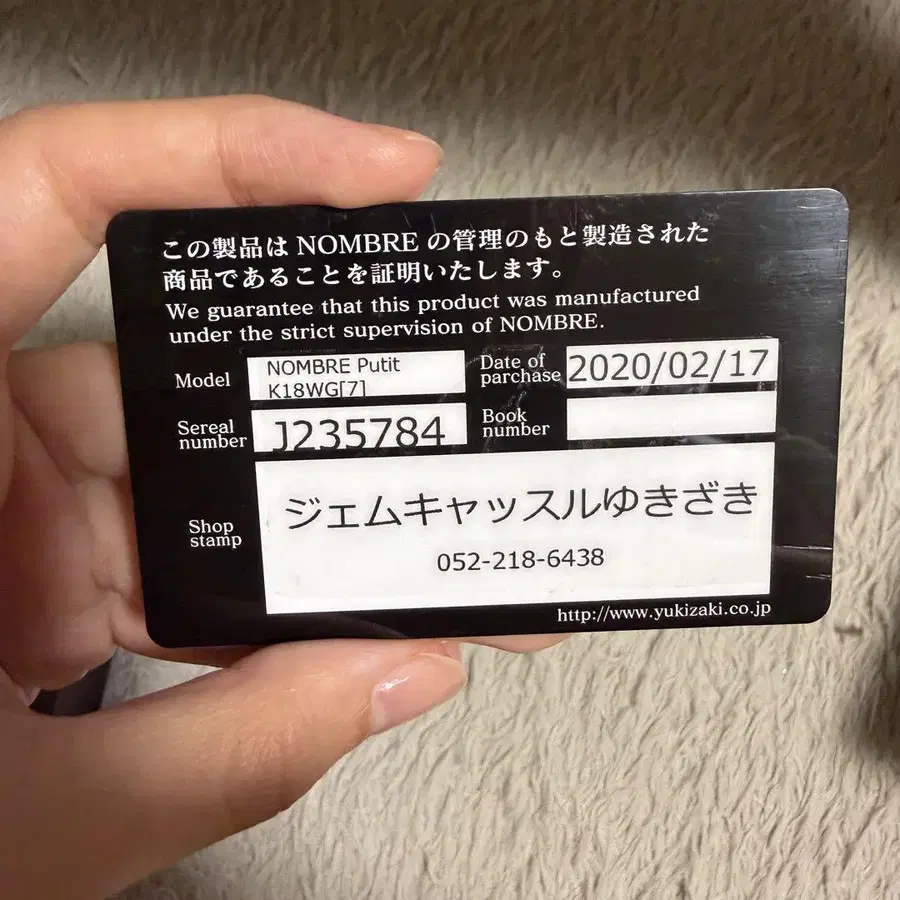 この製品は NOMBRE の管理のもと製造された
商品であることを証明いたします。
We guarantee that this product was manufactured
under the strict supervision of NOMBRE.
Model NOMBRE Putit K18WG[7]
Date of parchase 2020/02/17
Sereal number J235784
Book number
Shop stamp
ジェムキャッスルゆきざき
052-218-6438
http://www.yukizaki.co.jp